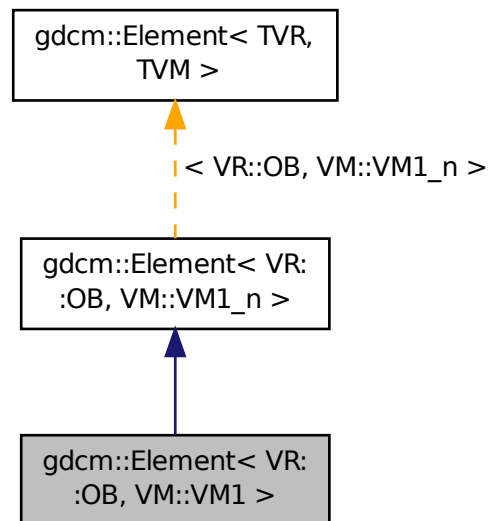 gdcm::Element< TVR,
TVM >
< VR::OB, VM::VM1_n >
gdcm::Element< VR:
:OB, VM::VM1_n >
gdcm::Element< VR:
:OB, VM::VM1 >